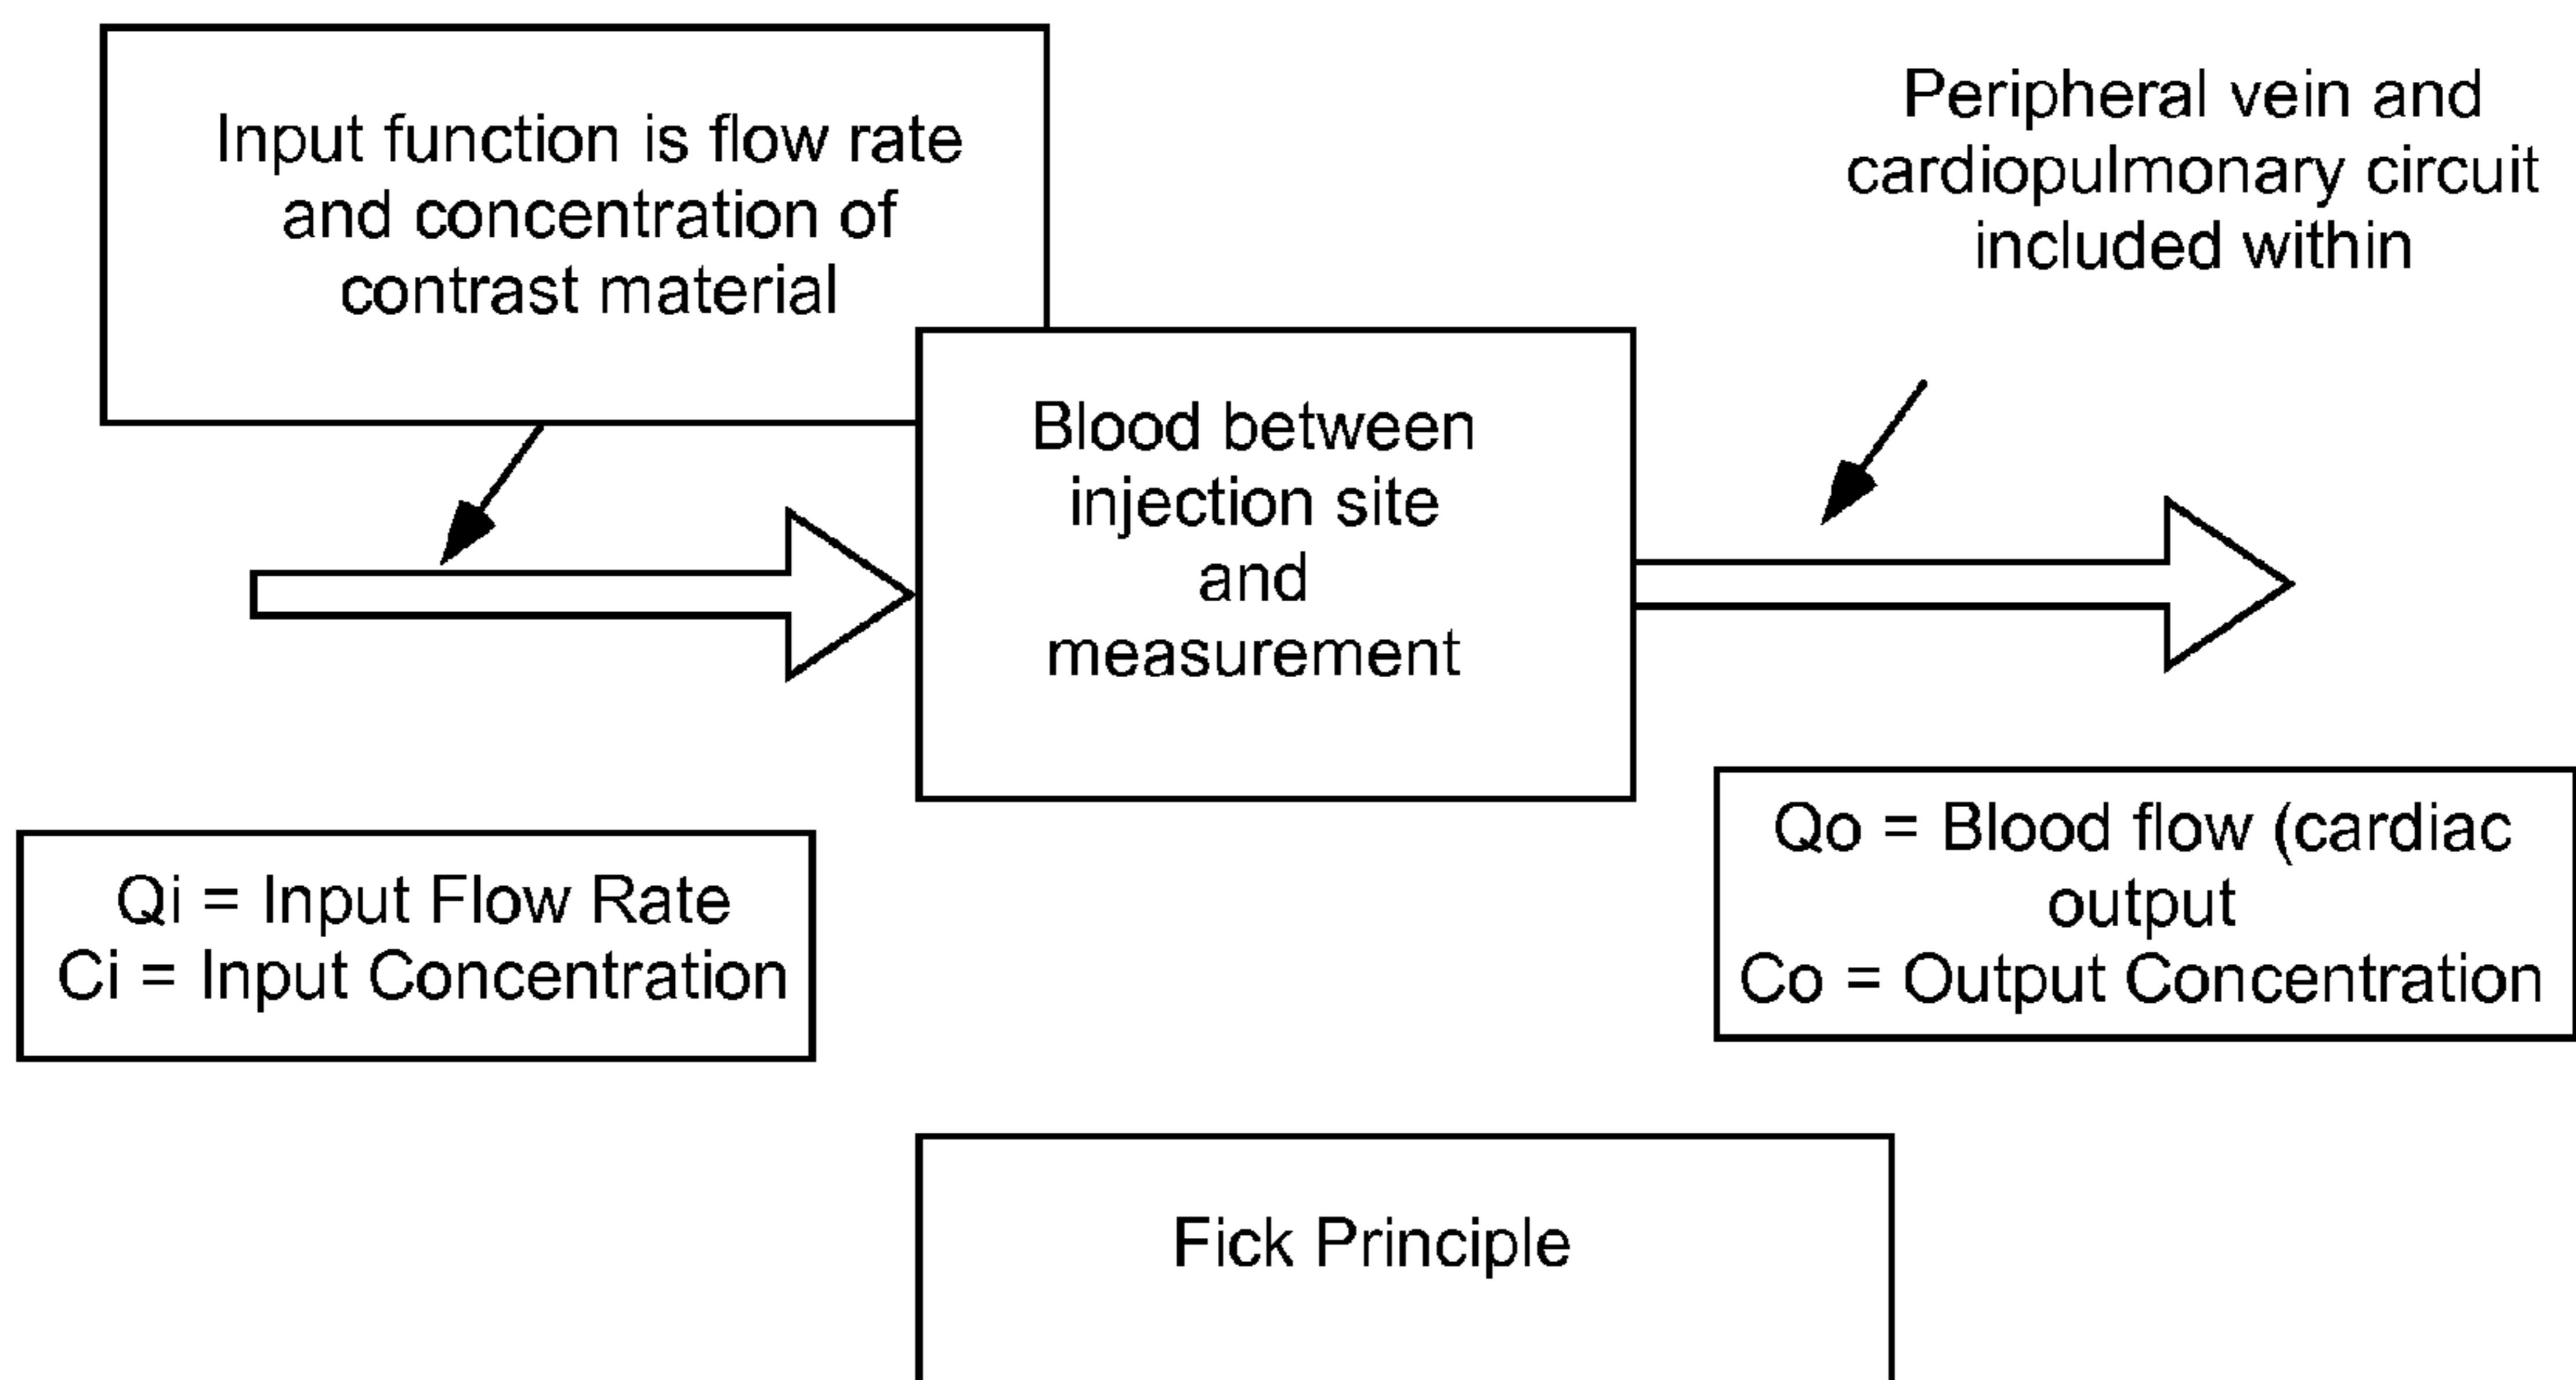 Input function is flow rate
and concentration of
contrast material
Peripheral vein and
cardiopulmonary circuit
included within
Blood between
injection site
and
measurement
Qi = Input Flow Rate
Ci = Input Concentration
Qo = Blood flow (cardiac
output
Co = Output Concentration
Fick Principle